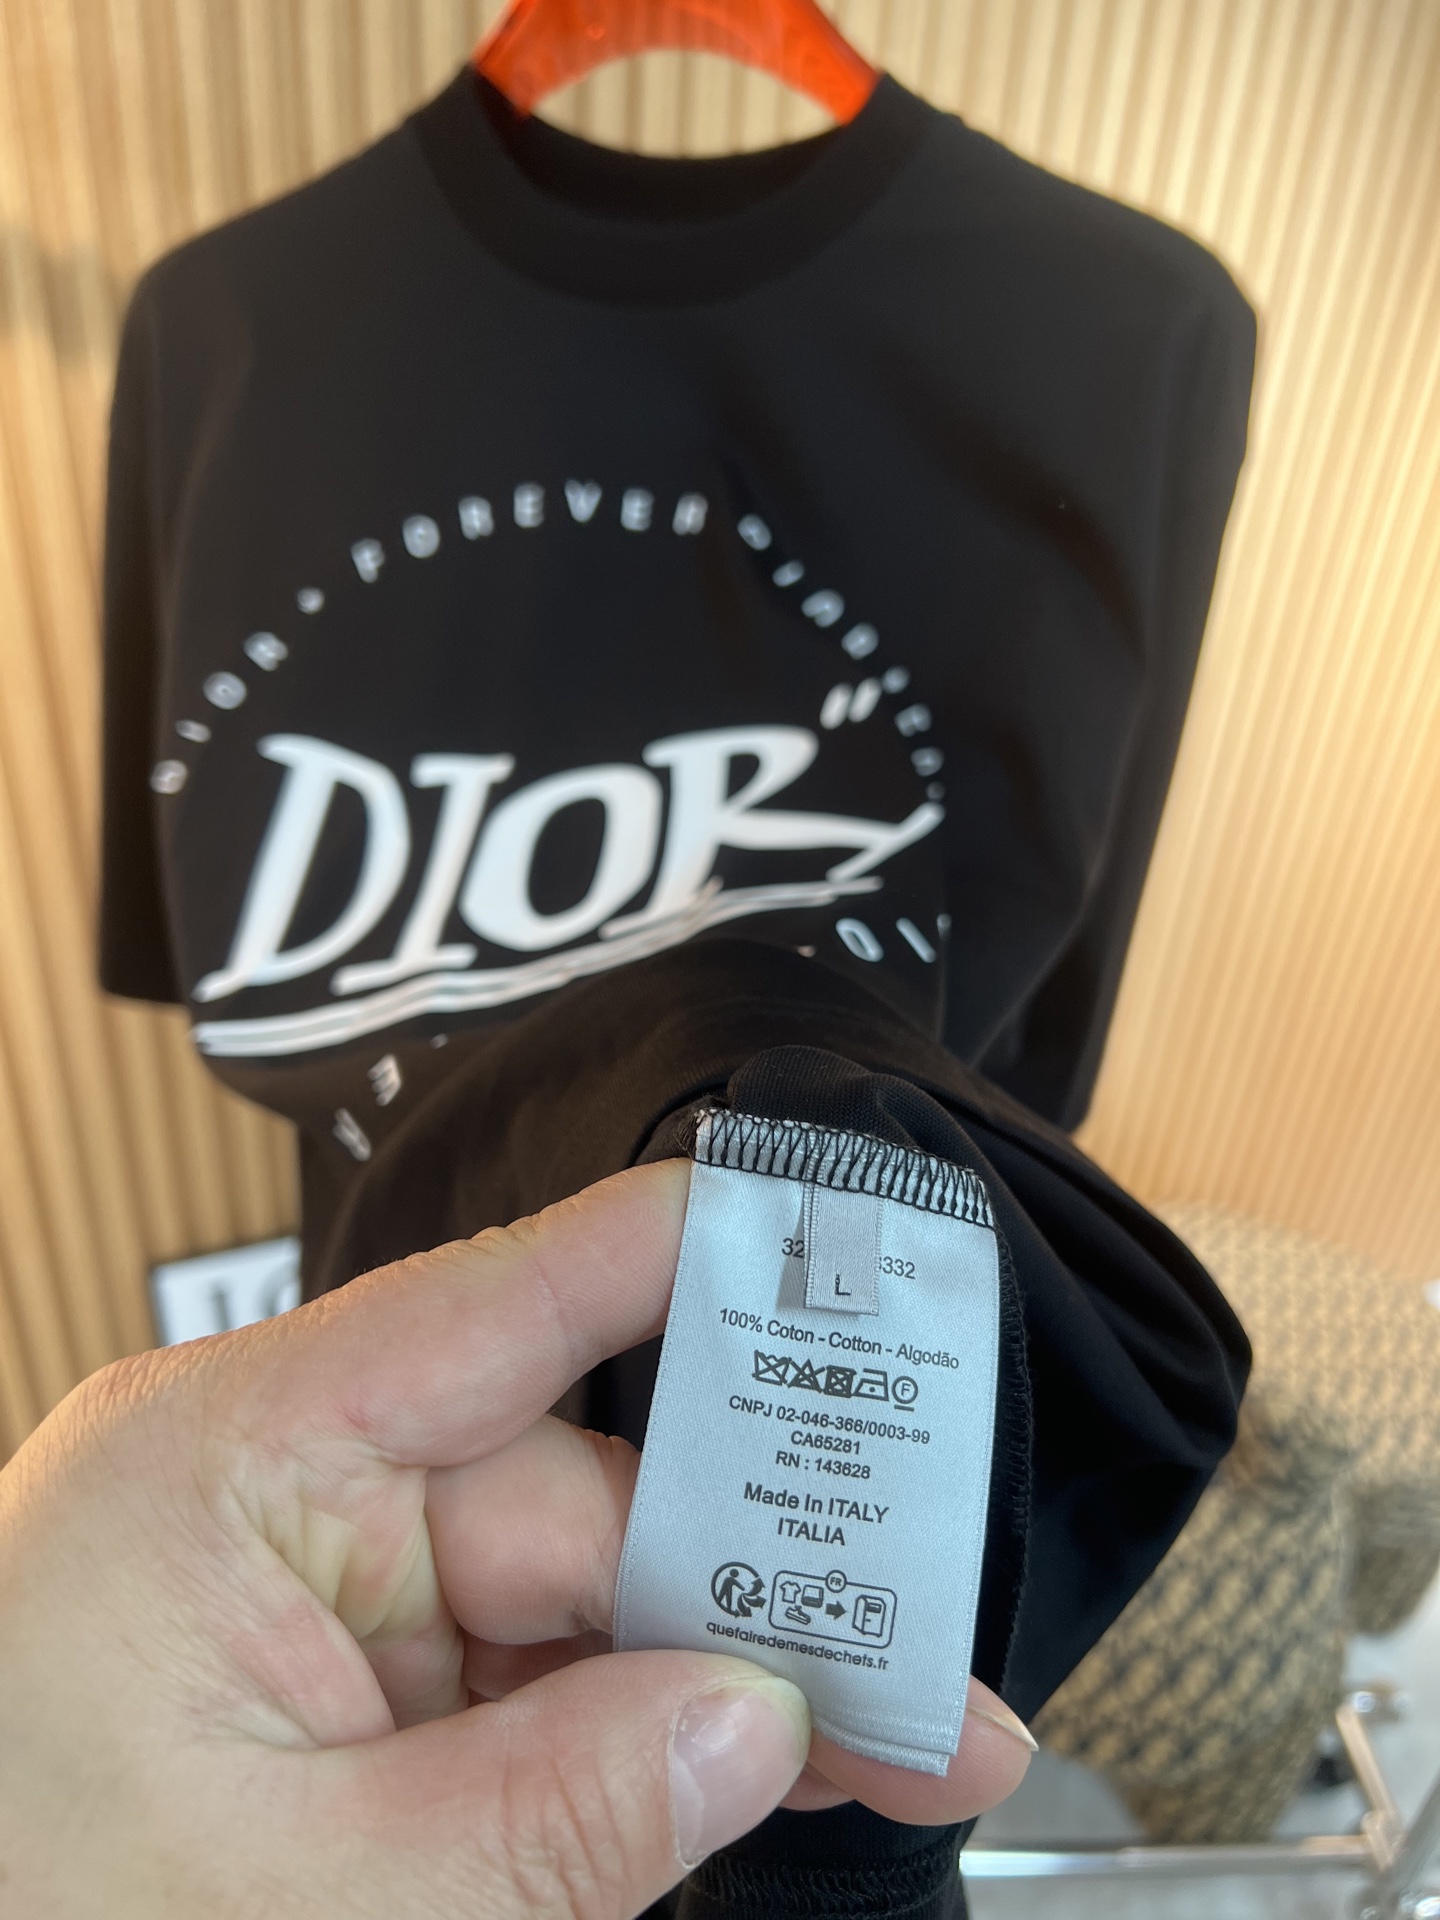 DIOR • FOREVER
DIOR
L
100% Coton - Cotton - Algodão
F
CNPJ 02-046-366/0003-99
CA65281
RN : 143628
Made In ITALY
ITALIA
FR
quefairedemesdechets.fr